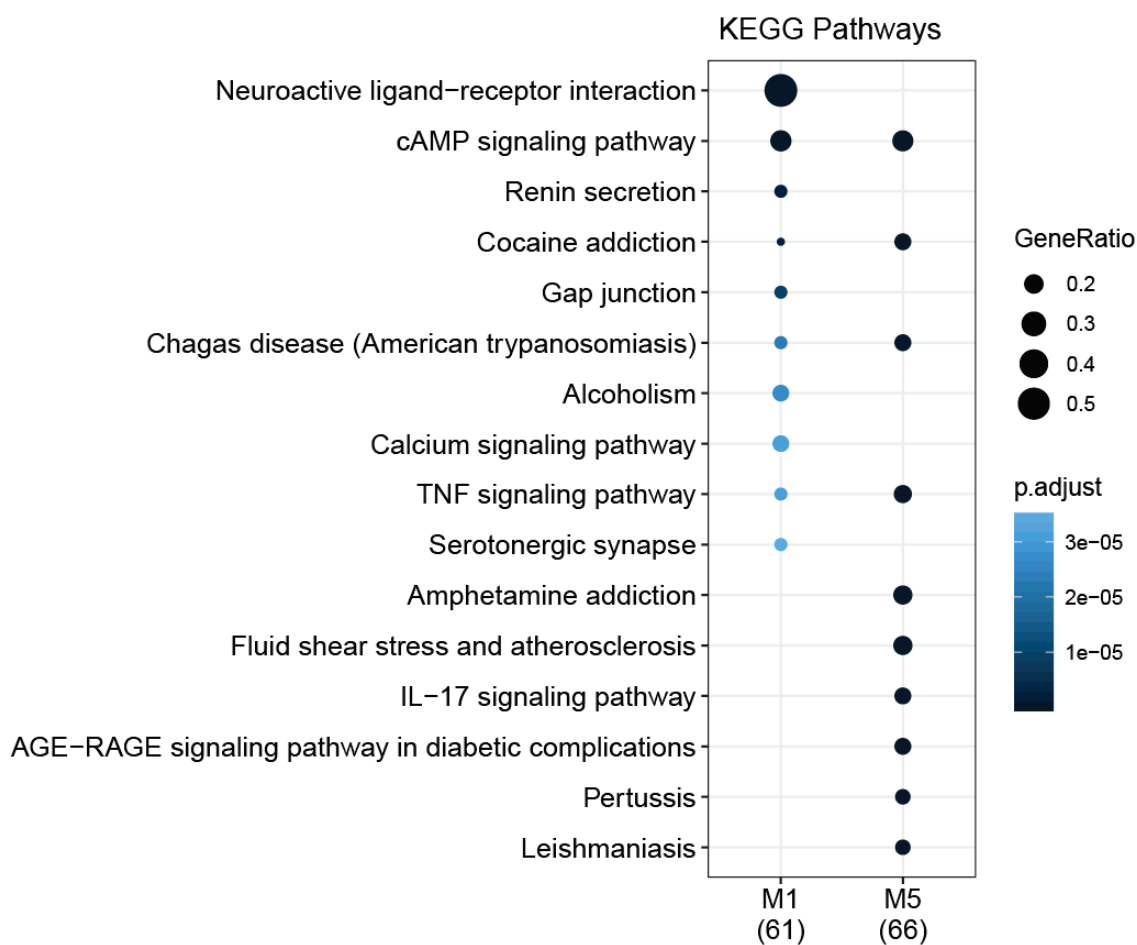 KEGG Pathways
Neuroactive ligand−receptor interaction
cAMP signaling pathway
Renin secretion
Cocaine addiction
Gap junction
Chagas disease (American trypanosomiasis)
Alcoholism
Calcium signaling pathway
TNF signaling pathway
Serotonergic synapse
Amphetamine addiction
Fluid shear stress and atherosclerosis
IL−17 signaling pathway
AGE−RAGE signaling pathway in diabetic complications
Pertussis
Leishmaniasis
M1 M5
(61) (66)
GeneRatio
0.2
0.3
0.4
0.5
p.adjust
3e−05
2e−05
1e−05